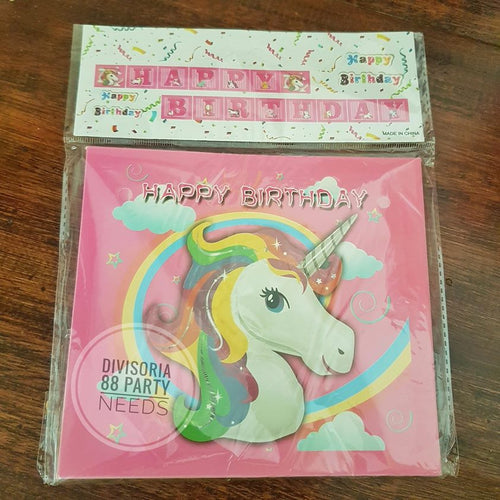 HAPPY
Happy
Birthday
Happy
Birthday
BIRTHDAY
MADE IN CHINA
HAPPY BIRTHDAY
DIVISORIA
88 PARTY
NEEDS